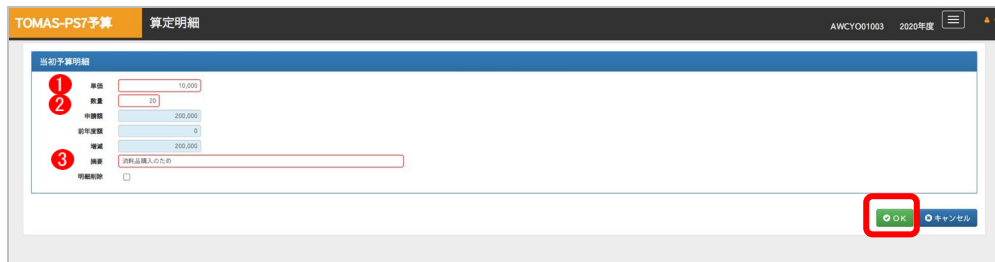 TOMAS-PS7予算 算定明細 AWCYO01003 2020年度
当初予算明細
1 単価 10,000
2 数量 20
申請額 200,000
前年度額 0
増減 200,000
3 摘要 消耗品購入のため
明細削除
OK キャンセル